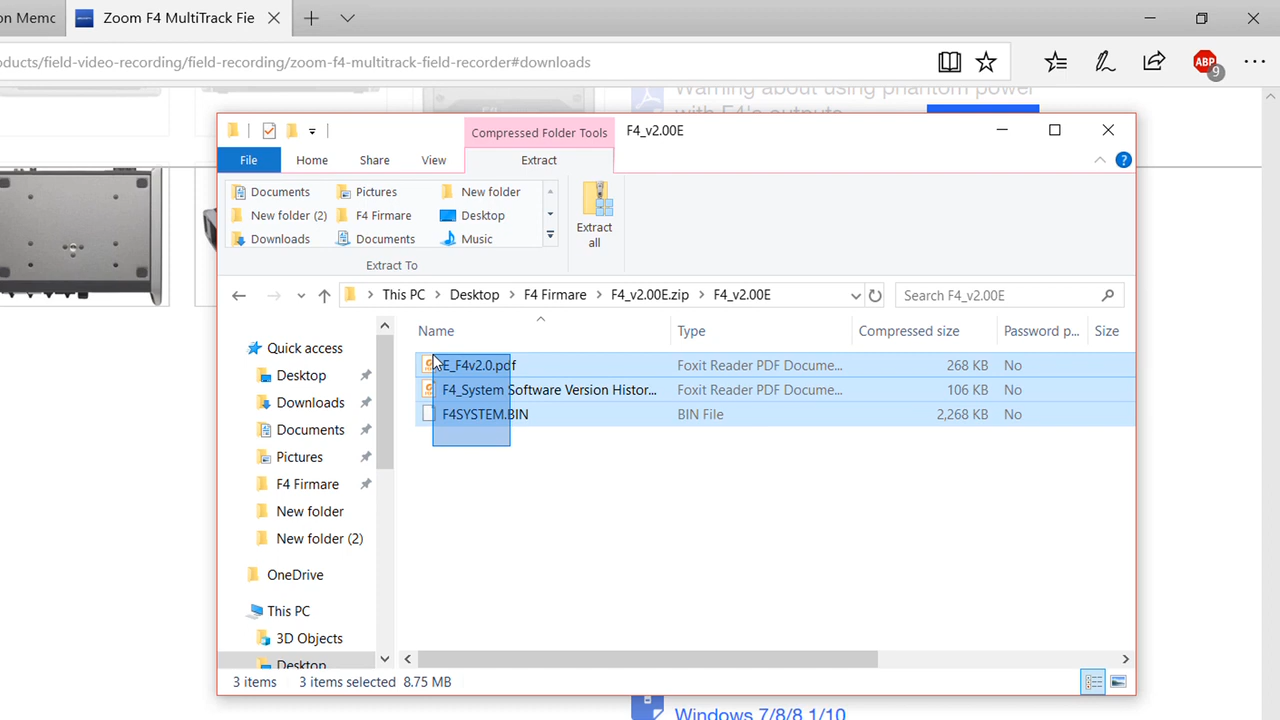 on Memo
Zoom F4 MultiTrack Fie
oducts/field-video-recording/field-recording/zoom-f4-multitrack-field-recorder#downloads
ABP
9
Warning about using phantom power
with F4's outputs
Compressed Folder Tools
F4_v2.00E
File
Home
Share
View
Extract
Documents
Pictures
New folder
New folder (2)
F4 Firmare
Desktop
Downloads
Documents
Music
Extract
all
Extract To
This PC > Desktop > F4 Firmare > F4_v2.00E.zip > F4_v2.00E
Search F4_v2.00E
Name
Type
Compressed size
Password p...
Size
E_F4v2.0.pdf
Foxit Reader PDF Docume...
268 KB
No
F4_System Software Version Histor...
Foxit Reader PDF Docume...
106 KB
No
F4SYSTEM.BIN
BIN File
2,268 KB
No
Quick access
Desktop
Downloads
Documents
Pictures
F4 Firmare
New folder
New folder (2)
OneDrive
This PC
3D Objects
Desktop
3 items
3 items selected 8.75 MB
Windows 7/8/8 1/10